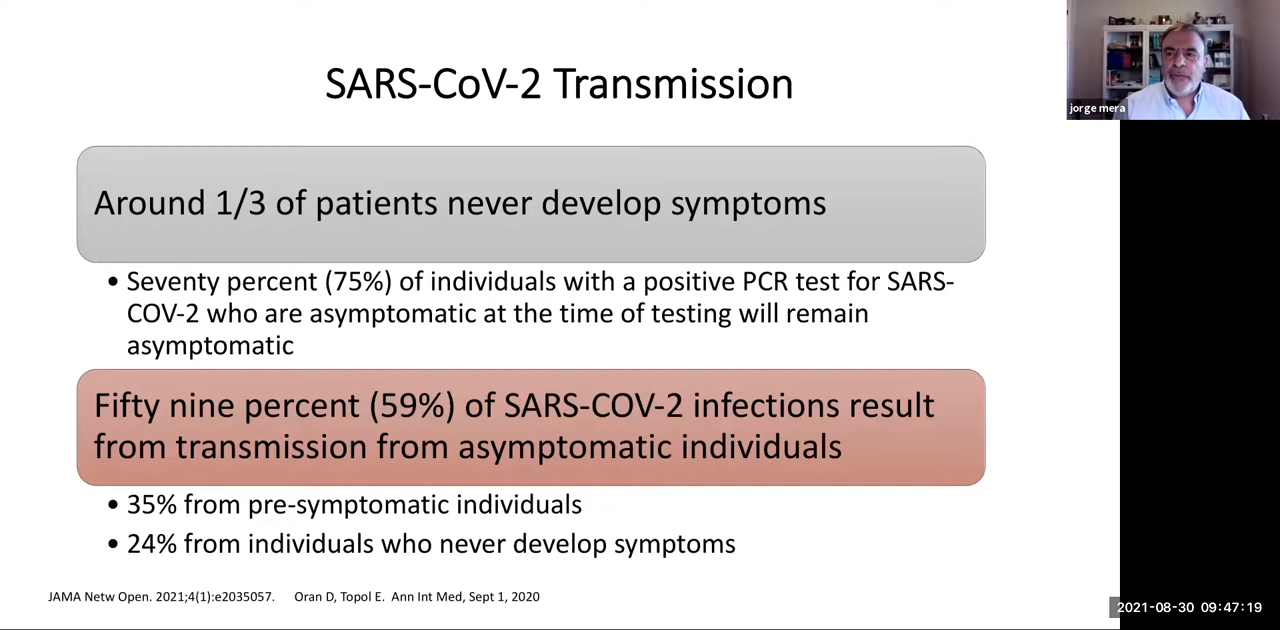 SARS-CoV-2 Transmission
jorge mera
Around 1/3 of patients never develop symptoms
• Seventy percent (75%) of individuals with a positive PCR test for SARS-
COV-2 who are asymptomatic at the time of testing will remain
asymptomatic
Fifty nine percent (59%) of SARS-COV-2 infections result
from transmission from asymptomatic individuals
• 35% from pre-symptomatic individuals
• 24% from individuals who never develop symptoms
JAMA Netw Open. 2021;4(1):e2035057. Oran D, Topol E. Ann Int Med, Sept 1, 2020
2021-08-30 09:47:19